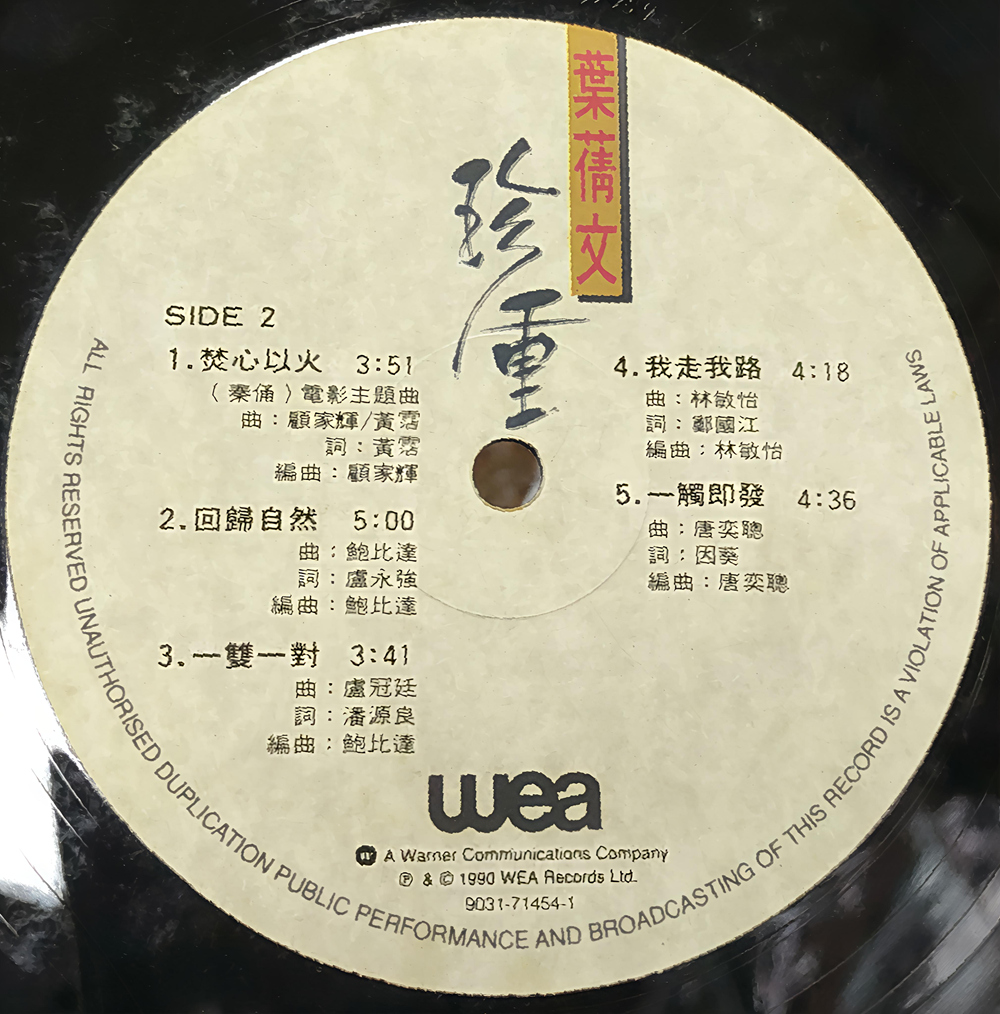 葉蒨文
珍重
SIDE 2
1.焚心以火 3:51
〈秦俑〉電影主題曲
曲：顧家輝/黃霑
詞：黃霑
編曲：顧家輝
2.回歸自然 5:00
曲：鮑比達
詞：盧永強
編曲：鮑比達
3.一雙一對 3:41
曲：盧冠廷
詞：潘源良
編曲：鮑比達
4.我走我路 4:18
曲：林敏怡
詞：鄭國江
編曲：林敏怡
5.一觸即發 4:36
曲：唐奕聰
詞：因葵
編曲：唐奕聰
wea
A Warner Communications Company
℗ & © 1990 WEA Records Ltd.
9031-71454-1
ALL RIGHTS RESERVED UNAUTHORISED DUPLICATION PUBLIC PERFORMANCE AND BROADCASTING OF THIS RECORD IS A VIOLATION OF APPLICABLE LAWS